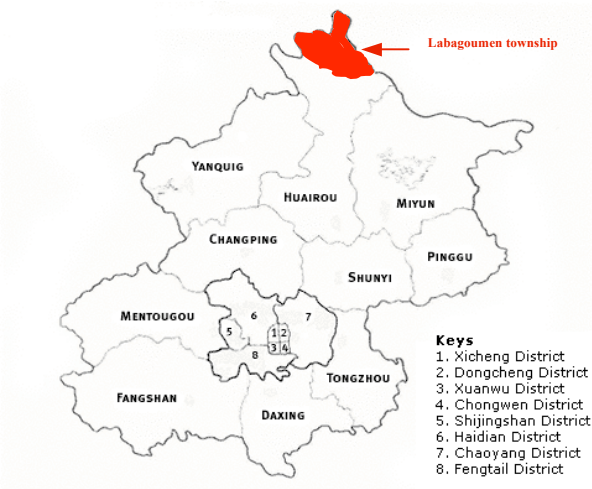 Labagoumen township
YANQUIG
HUAIROU
MIYUN
CHANGPING
PINGGU
SHUNYI
MENTOUGOU
6
7
5
1 2
3 4
8
TONGZHOU
FANGSHAN
DAXING
Keys
1. Xicheng District
2. Dongcheng District
3. Xuanwu District
4. Chongwen District
5. Shijingshan District
6. Haidian District
7. Chaoyang District
8. Fengtail District